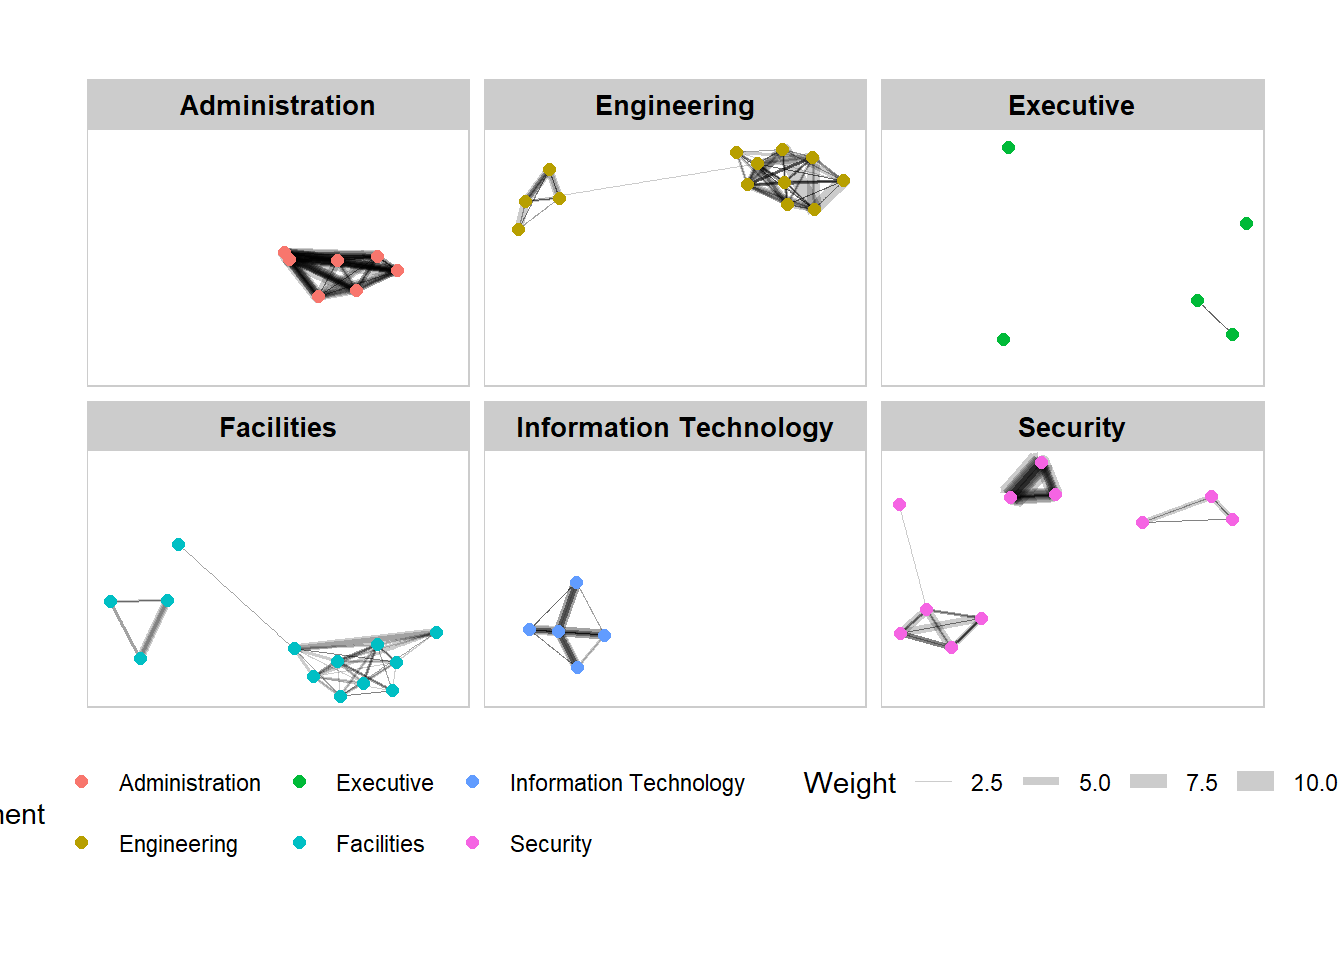 Administration
Engineering
Executive
Facilities
Information Technology
Security
Administration
Executive
Information Technology
Weight
2.5
5.0
7.5
10.0
Engineering
Facilities
Security